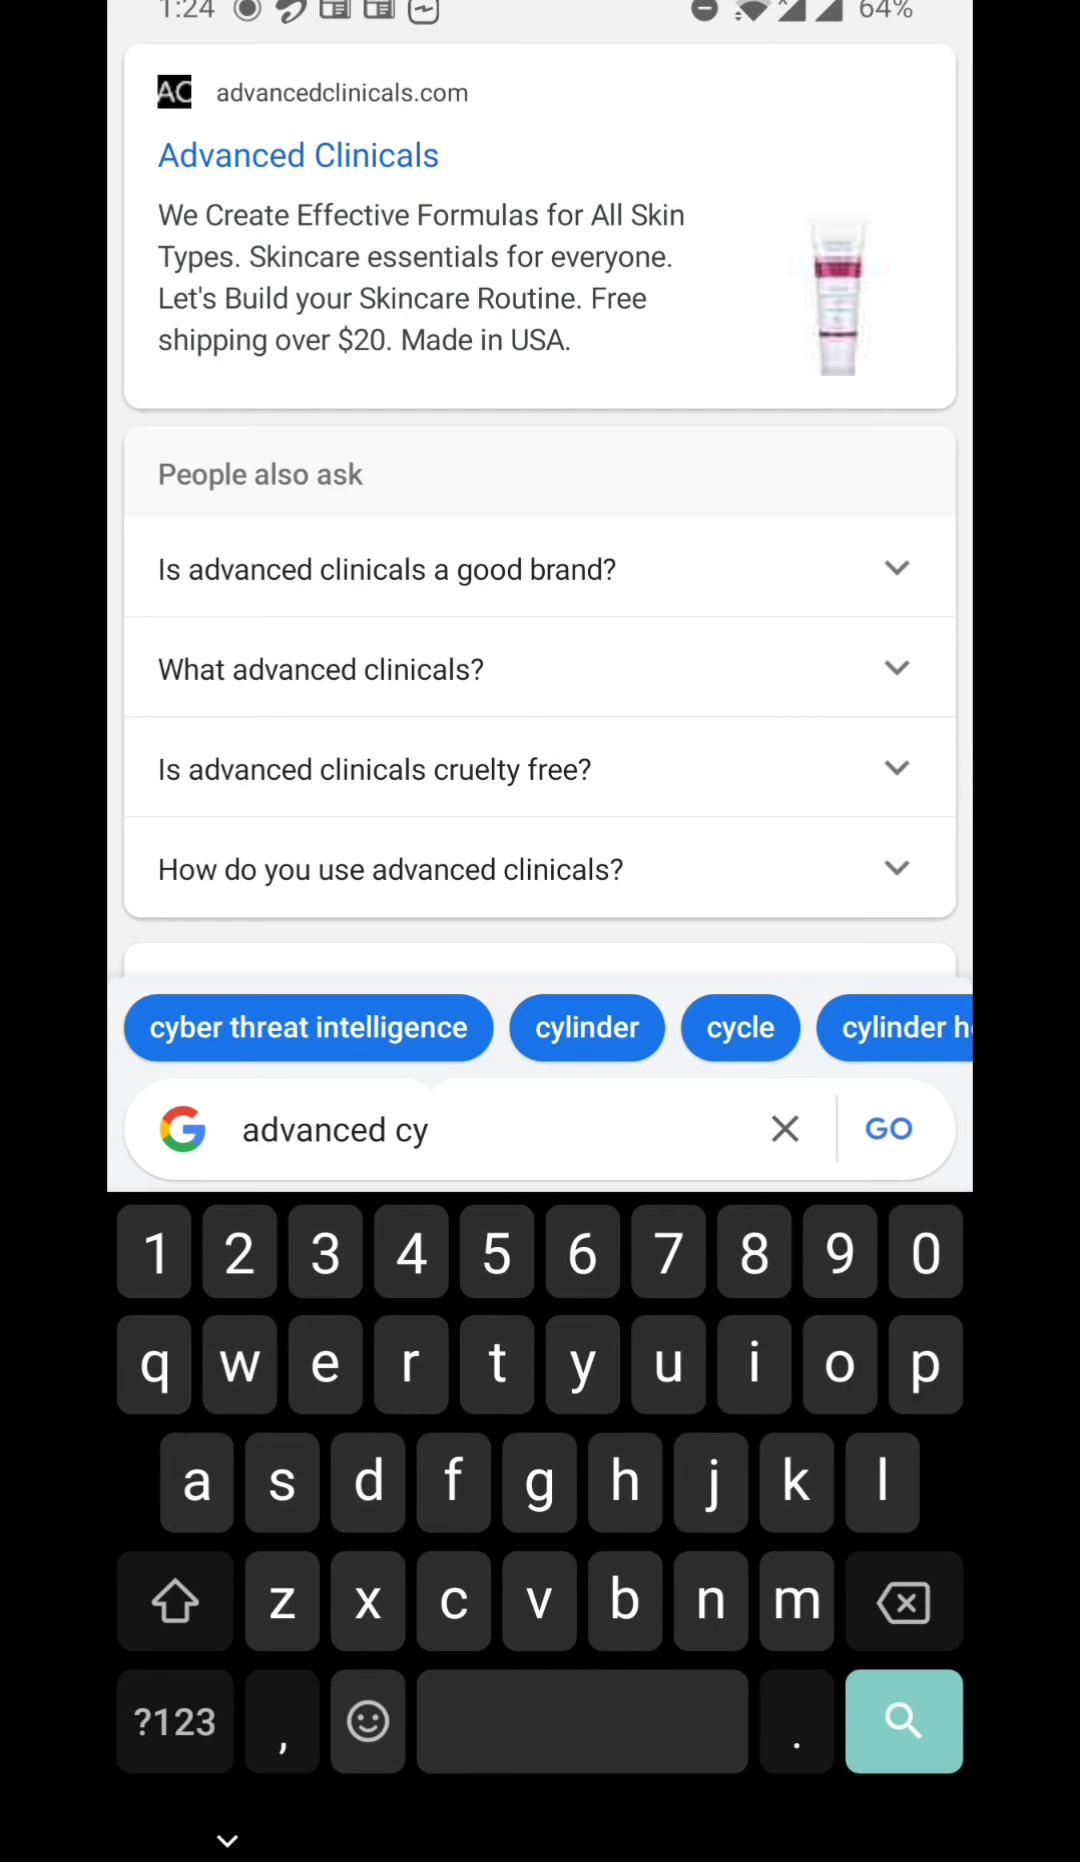 1:24
64%
AC advancedclinicals.com
Advanced Clinicals
We Create Effective Formulas for All Skin
Types. Skincare essentials for everyone.
Let's Build your Skincare Routine. Free
shipping over $20. Made in USA.
People also ask
Is advanced clinicals a good brand?
What advanced clinicals?
Is advanced clinicals cruelty free?
How do you use advanced clinicals?
cyber threat intelligence cylinder cycle cylinder h
G advanced cy GO
1 2 3 4 5 6 7 8 9 0
q w e r t y u i o p
a s d f g h j k l
z x c v b n m
?123 , .